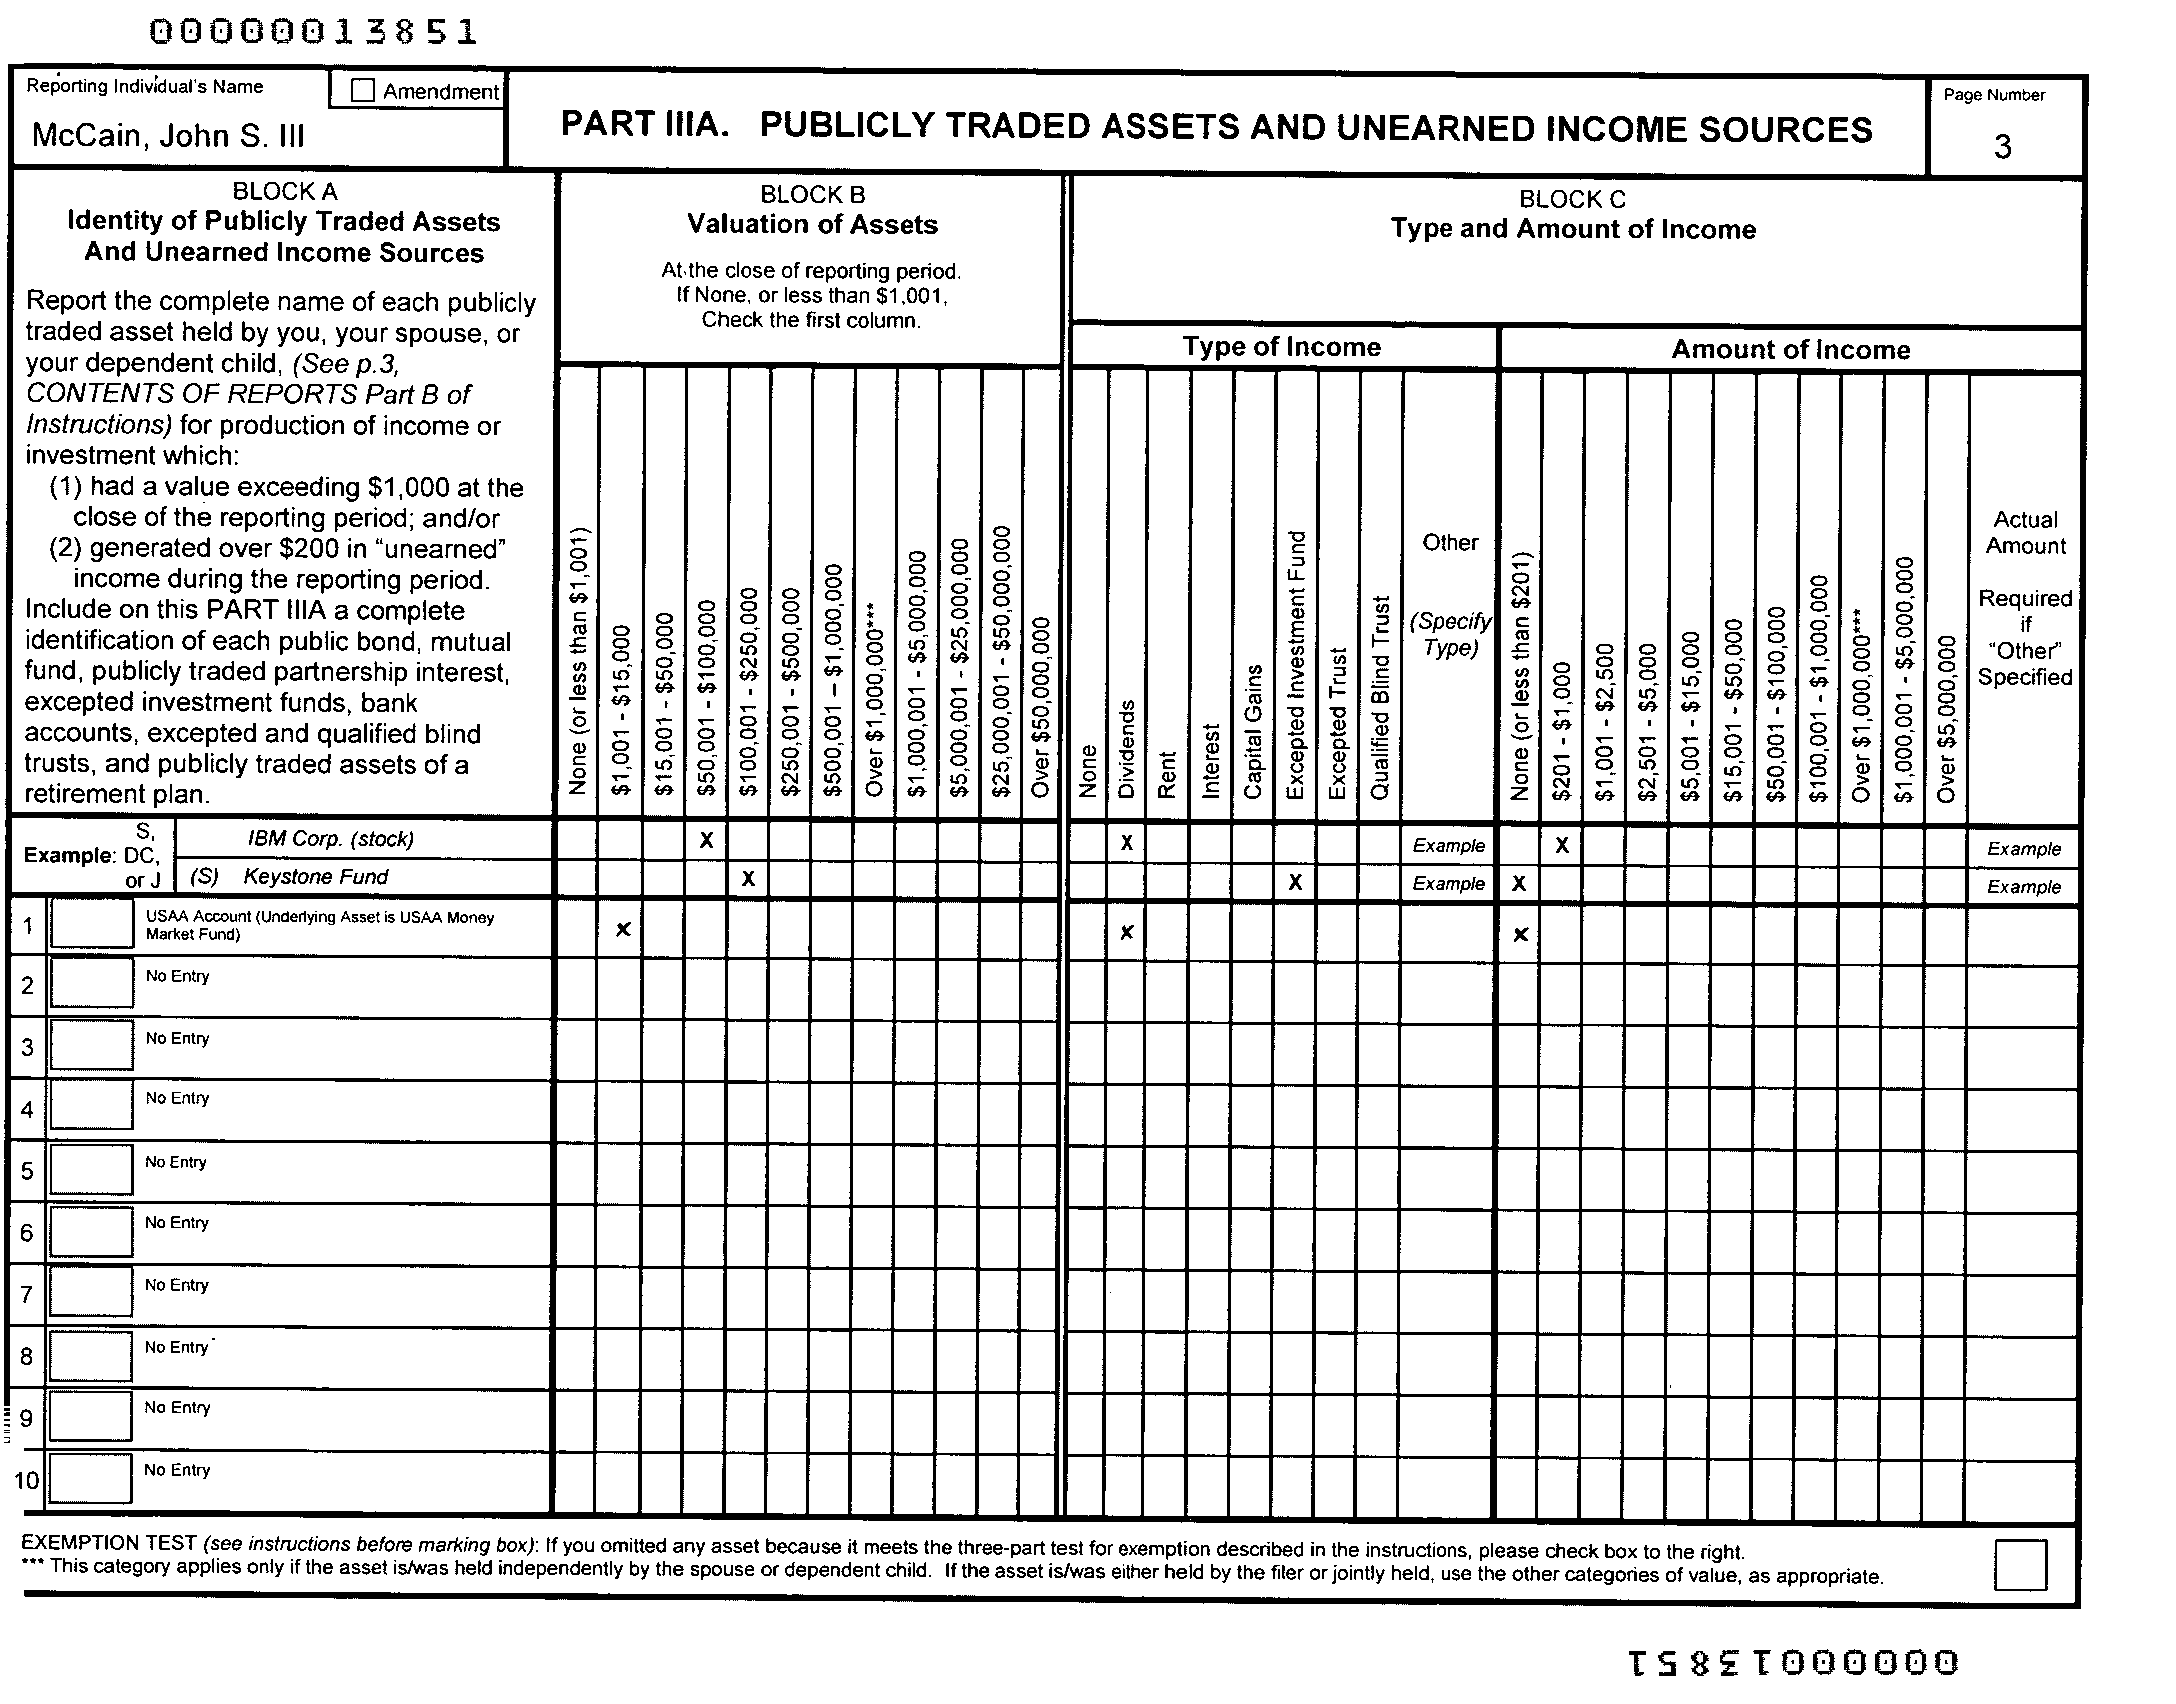 00000013851
Reporting Individual's Name
Amendment
McCain, John S. III
PART IIIA. PUBLICLY TRADED ASSETS AND UNEARNED INCOME SOURCES
Page Number
3
BLOCK A
Identity of Publicly Traded Assets
And Unearned Income Sources
Report the complete name of each publicly
traded asset held by you, your spouse, or
your dependent child, (See p.3,
CONTENTS OF REPORTS Part B of
Instructions) for production of income or
investment which:
(1) had a value exceeding $1,000 at the
close of the reporting period; and/or
(2) generated over $200 in "unearned"
income during the reporting period.
Include on this PART IIIA a complete
identification of each public bond, mutual
fund, publicly traded partnership interest,
excepted investment funds, bank
accounts, excepted and qualified blind
trusts, and publicly traded assets of a
retirement plan.
BLOCK B
Valuation of Assets
At the close of reporting period.
If None, or less than $1,001,
Check the first column.
None (or less than $1,001)
$1,001 - $15,000
$15,001 - $50,000
$50,001 - $100,000
$100,001 - $250,000
$250,001 - $500,000
$500,001 – $1,000,000
Over $1,000,000***
$1,000,001 - $5,000,000
$5,000,001 - $25,000,000
$25,000,001 - $50,000,000
Over $50,000,000
BLOCK C
Type and Amount of Income
Type of Income
None
Dividends
Rent
Interest
Capital Gains
Excepted Investment Fund
Excepted Trust
Qualified Blind Trust
Other
(Specify
Type)
Amount of Income
None (or less than $201)
$201 - $1,000
$1,001 - $2,500
$2,501 - $5,000
$5,001 - $15,000
$15,001 - $50,000
$50,001 - $100,000
$100,001 - $1,000,000
Over $1,000,000***
$1,000,001 - $5,000,000
Over $5,000,000
Actual
Amount
Required
if
"Other"
Specified
Example:
S,
DC,
or J
IBM Corp. (stock) X X Example X Example
(S) Keystone Fund X X Example X Example
1 USAA Account (Underlying Asset is USAA Money
Market Fund) X X X
2 No Entry
3 No Entry
4 No Entry
5 No Entry
6 No Entry
7 No Entry
8 No Entry
9 No Entry
10 No Entry
EXEMPTION TEST (see instructions before marking box): If you omitted any asset because it meets the three-part test for exemption described in the instructions, please check box to the right.
*** This category applies only if the asset is/was held independently by the spouse or dependent child. If the asset is/was either held by the filer or jointly held, use the other categories of value, as appropriate.
00000013851